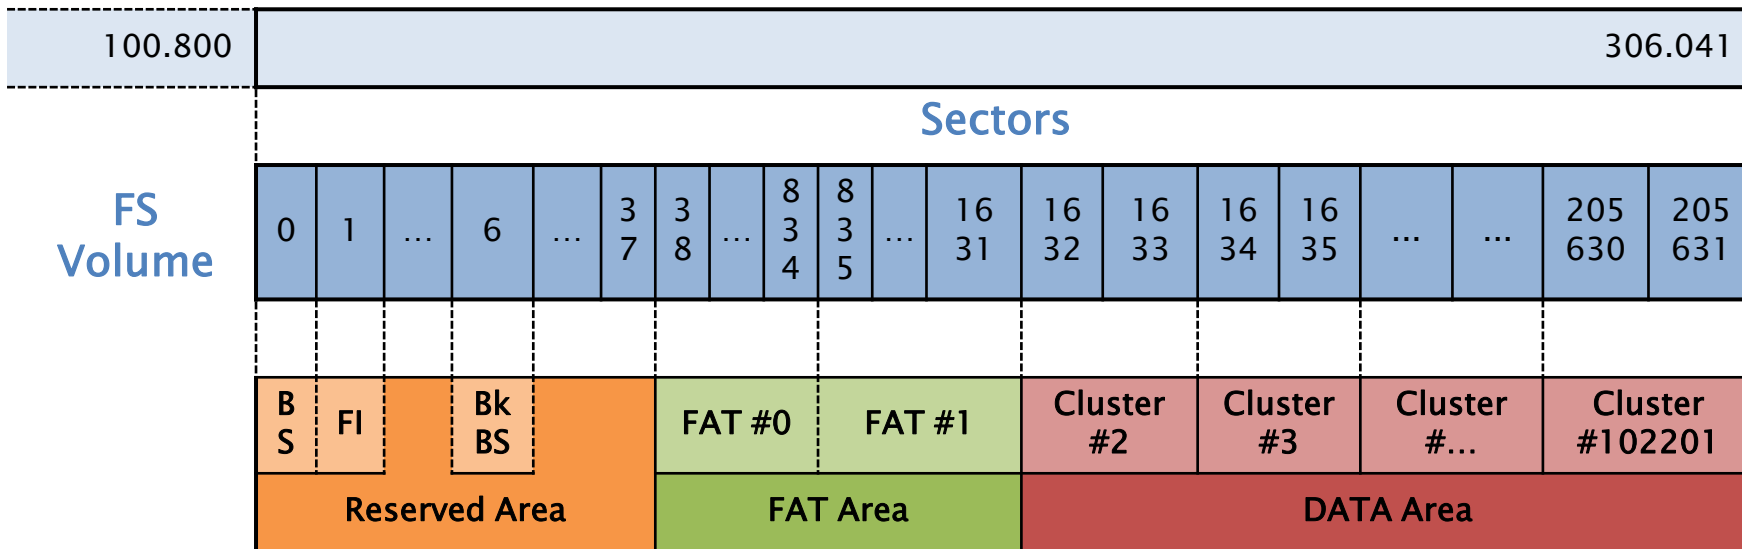 100.800
306.041
Sectors
FS
Volume
0
1
...
6
...
3
7
3
8
...
8
3
4
8
3
5
...
16
31
16
32
16
33
16
34
16
35
...
...
205
630
205
631
B
S
FI
Bk
BS
FAT #0
FAT #1
Cluster
#2
Cluster
#3
Cluster
#...
Cluster
#102201
Reserved Area
FAT Area
DATA Area